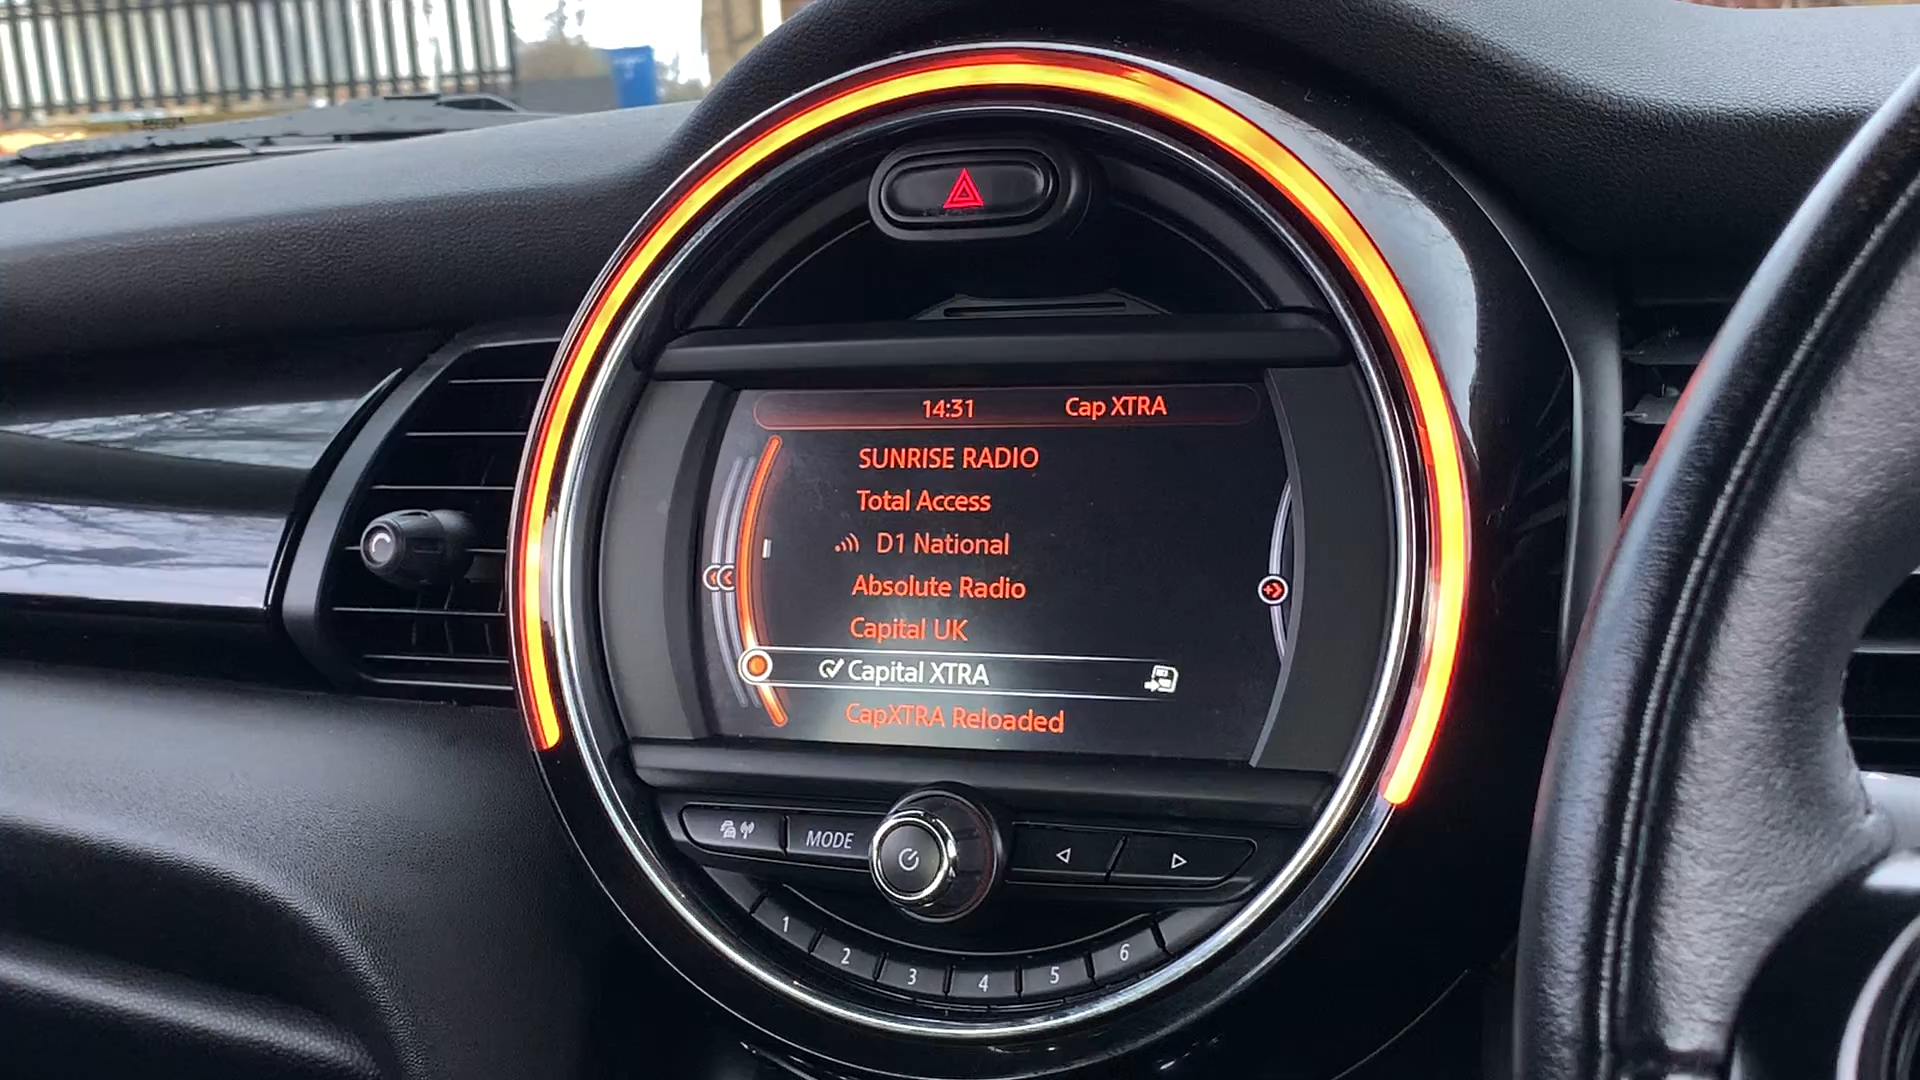 14:31 Cap XTRA
SUNRISE RADIO
Total Access
D1 National
Absolute Radio
Capital UK
Capital XTRA
CapXTRA Reloaded
MODE
1 2 3 4 5 6